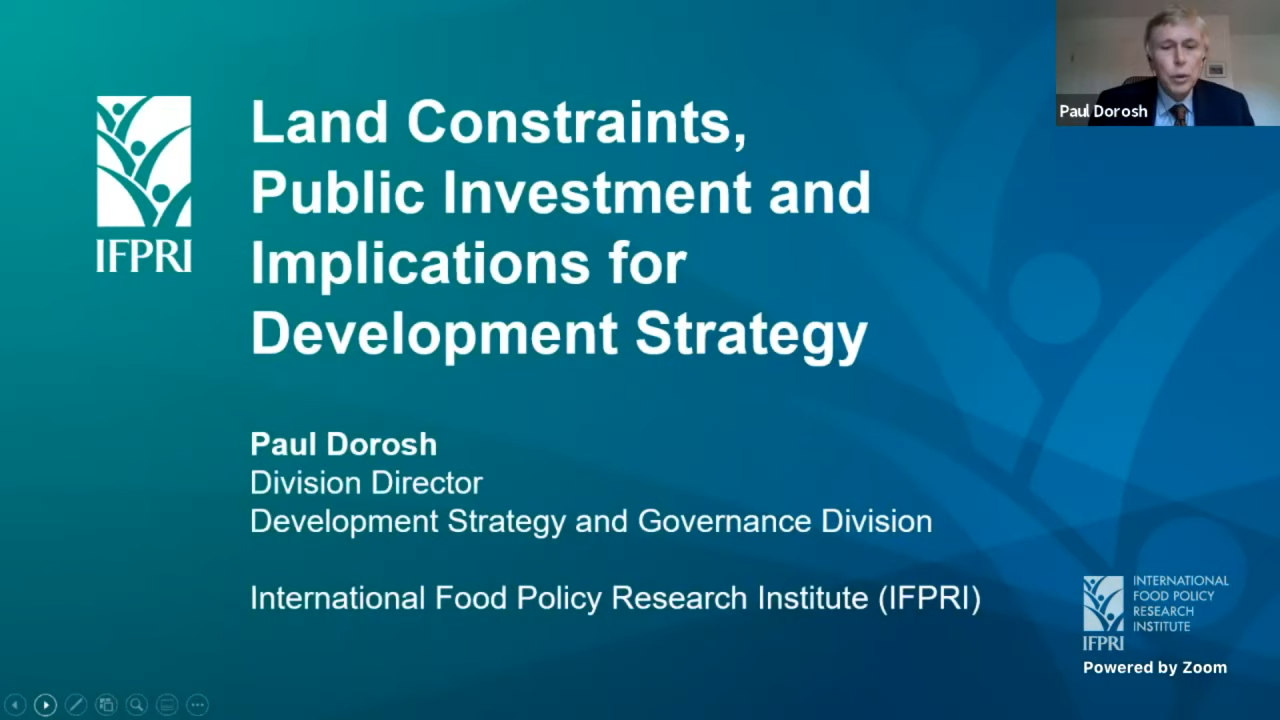 IFPRI
Land Constraints,
Public Investment and
Implications for
Development Strategy
Paul Dorosh
Division Director
Development Strategy and Governance Division
International Food Policy Research Institute (IFPRI)
Paul Dorosh
INTERNATIONAL
FOOD POLICY
RESEARCH
INSTITUTE
IFPRI
Powered by Zoom